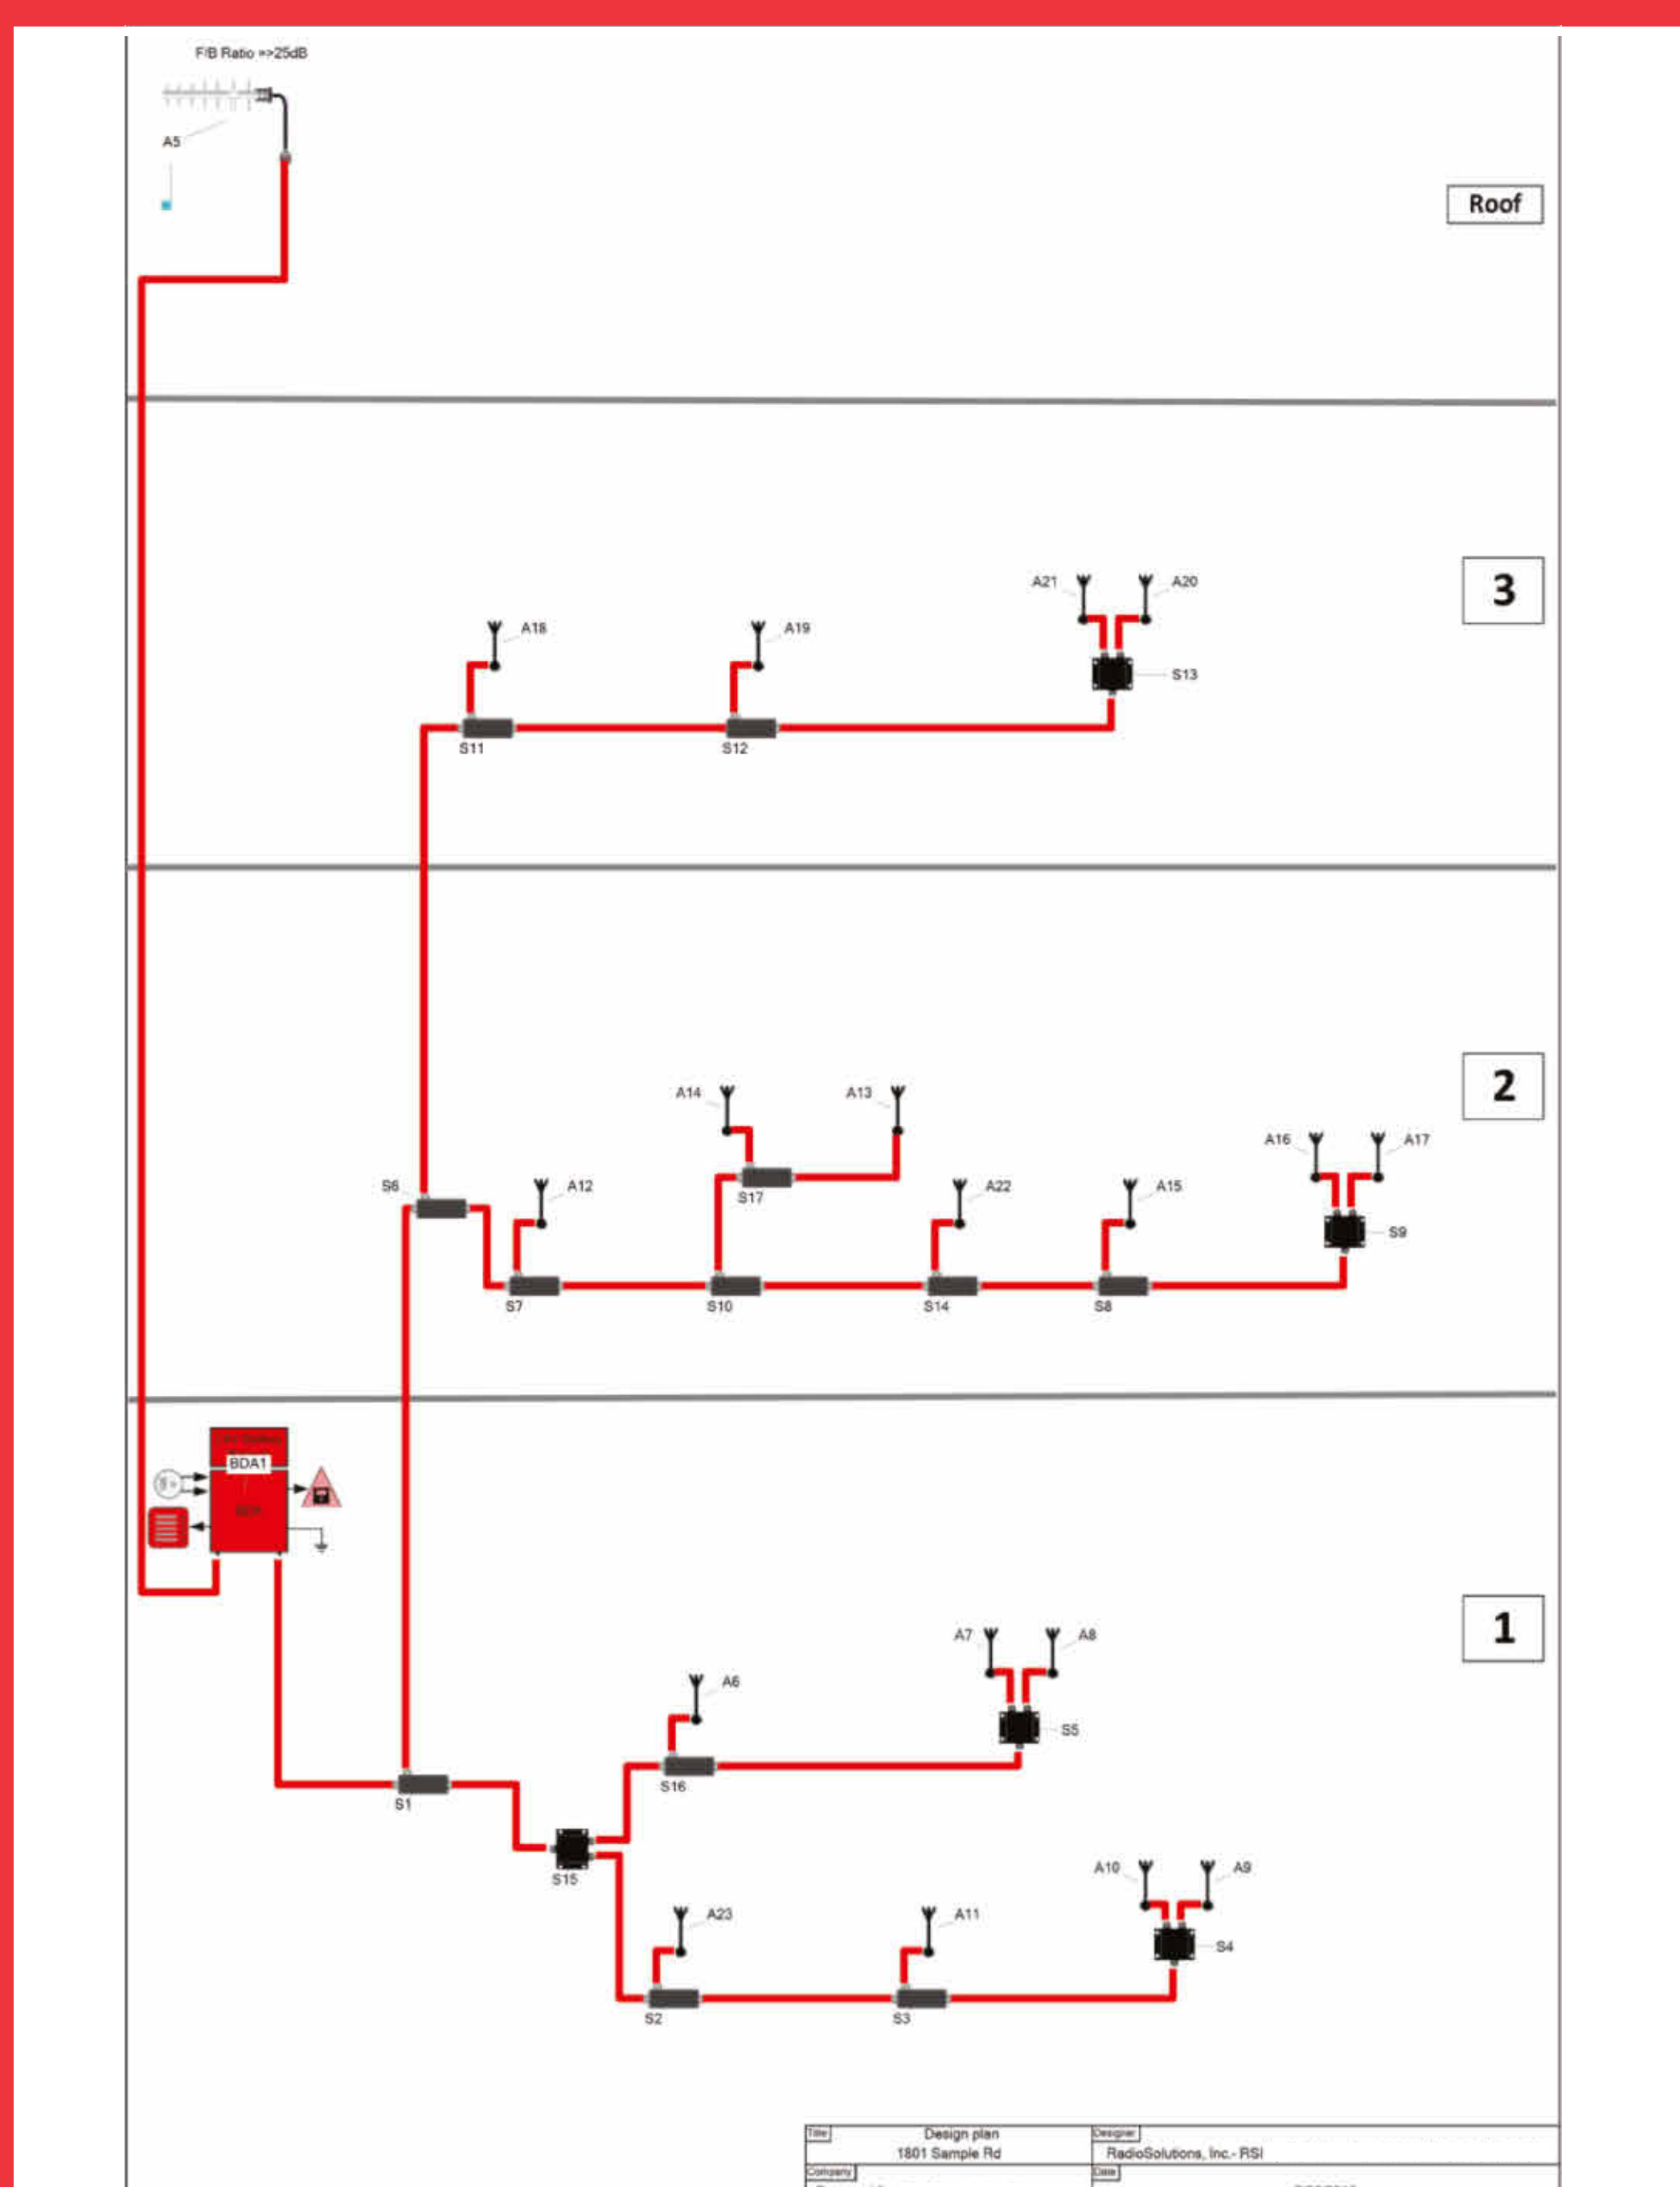 F/B Ratio =>25dB
A5
Roof
3
A21
A20
A18
A19
S13
S11
S12
2
A14
A13
A16
A17
S6
A12
S17
A22
A15
S9
S7
S10
S14
S8
BDA1
1
A7
A8
A6
S5
S16
S1
S15
A10
A9
A23
A11
S4
S2
S3
Title
Design plan
Designer
1801 Sample Rd
RadioSolutions, Inc.- RSI
Company
Date